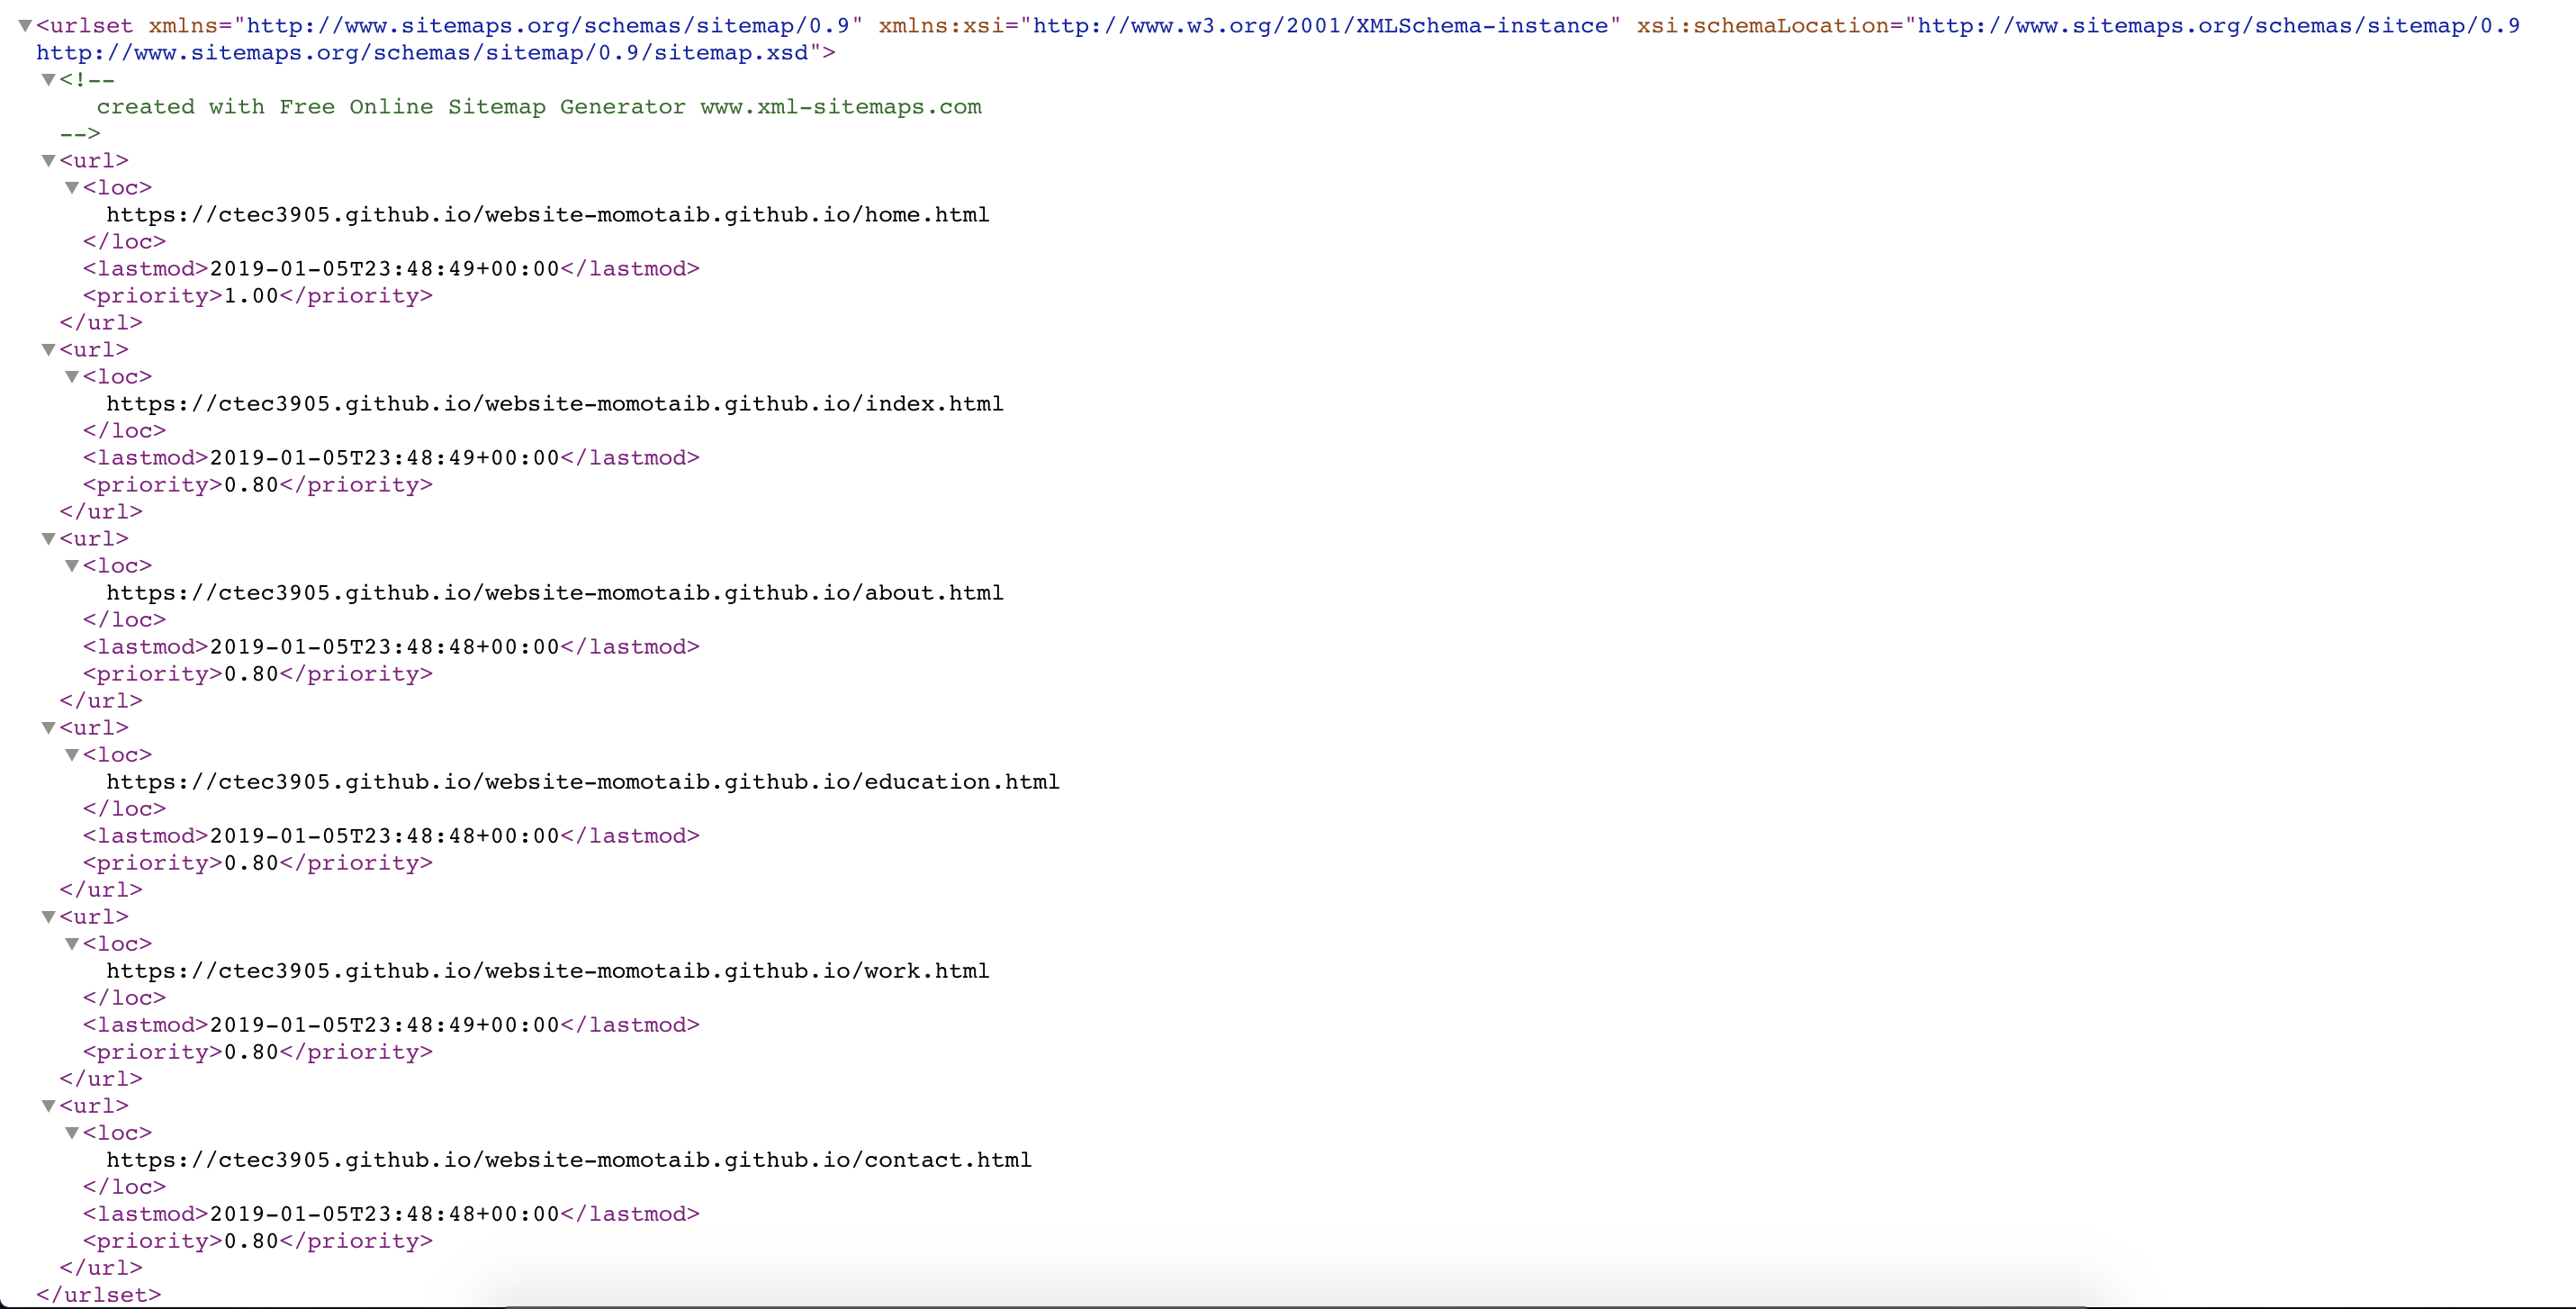 <urlset xmlns="http://www.sitemaps.org/schemas/sitemap/0.9" xmlns:xsi="http://www.w3.org/2001/XMLSchema-instance" xsi:schemaLocation="http://www.sitemaps.org/schemas/sitemap/0.9
http://www.sitemaps.org/schemas/sitemap/0.9/sitemap.xsd">
<!--
created with Free Online Sitemap Generator www.xml-sitemaps.com
-->
<url>
<loc>
https://ctec3905.github.io/website-momotaib.github.io/home.html
</loc>
<lastmod>2019-01-05T23:48:49+00:00</lastmod>
<priority>1.00</priority>
</url>
<url>
<loc>
https://ctec3905.github.io/website-momotaib.github.io/index.html
</loc>
<lastmod>2019-01-05T23:48:49+00:00</lastmod>
<priority>0.80</priority>
</url>
<url>
<loc>
https://ctec3905.github.io/website-momotaib.github.io/about.html
</loc>
<lastmod>2019-01-05T23:48:48+00:00</lastmod>
<priority>0.80</priority>
</url>
<url>
<loc>
https://ctec3905.github.io/website-momotaib.github.io/education.html
</loc>
<lastmod>2019-01-05T23:48:48+00:00</lastmod>
<priority>0.80</priority>
</url>
<url>
<loc>
https://ctec3905.github.io/website-momotaib.github.io/work.html
</loc>
<lastmod>2019-01-05T23:48:49+00:00</lastmod>
<priority>0.80</priority>
</url>
<url>
<loc>
https://ctec3905.github.io/website-momotaib.github.io/contact.html
</loc>
<lastmod>2019-01-05T23:48:48+00:00</lastmod>
<priority>0.80</priority>
</url>
</urlset>